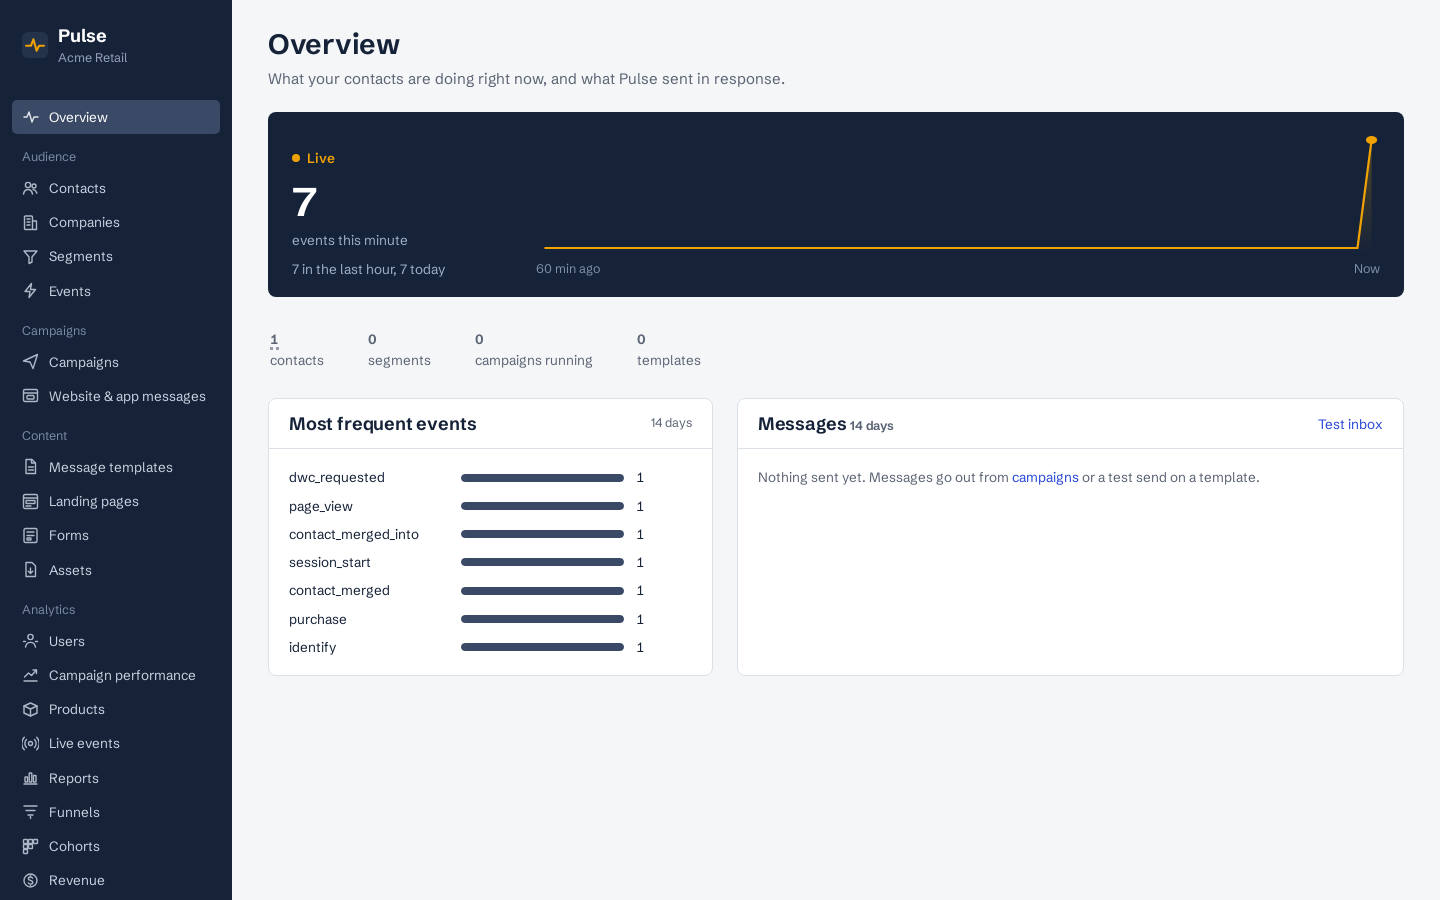 Pulse
Acme Retail
Overview
Audience
Contacts
Companies
Segments
Events
Campaigns
Campaigns
Website & app messages
Content
Message templates
Landing pages
Forms
Assets
Analytics
Users
Campaign performance
Products
Live events
Reports
Funnels
Cohorts
Revenue
Overview
What your contacts are doing right now, and what Pulse sent in response.
Live
7
events this minute
7 in the last hour, 7 today
60 min ago
Now
1
contacts
0
segments
0
campaigns running
0
templates
Most frequent events 14 days
dwc_requested 1
page_view 1
contact_merged_into 1
session_start 1
contact_merged 1
purchase 1
identify 1
Messages 14 days
Test inbox
Nothing sent yet. Messages go out from campaigns or a test send on a template.